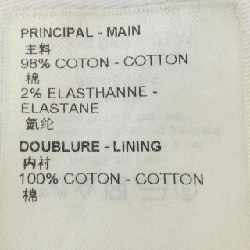 PRINCIPAL - MAIN
主料
98% COTON - COTTON
棉
2% ELASTHANNE -
ELASTANE
氨纶
DOUBLURE - LINING
内衬
100% COTON - COTTON
棉